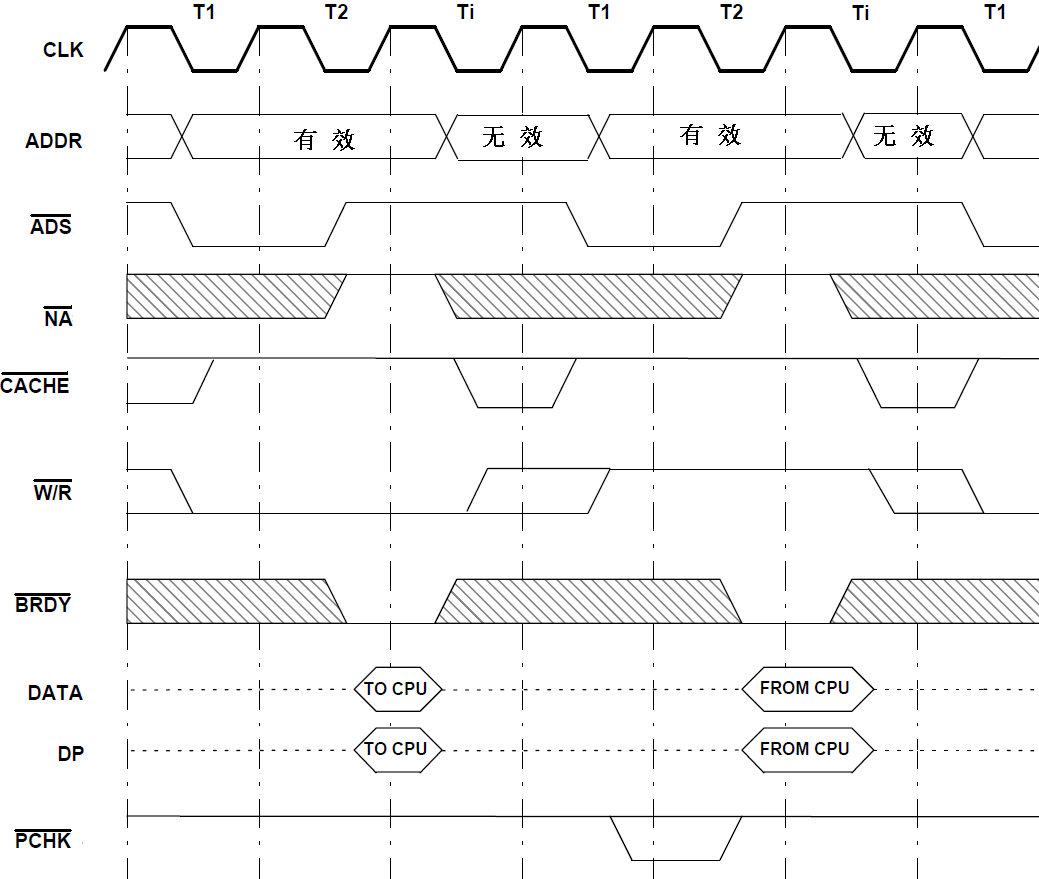 T1 T2 Ti T1 T2 Ti T1
CLK
ADDR 有效 无效 有效 无效
ADS
NA
CACHE
W/R
BRDY
DATA TO CPU FROM CPU
DP TO CPU FROM CPU
PCHK